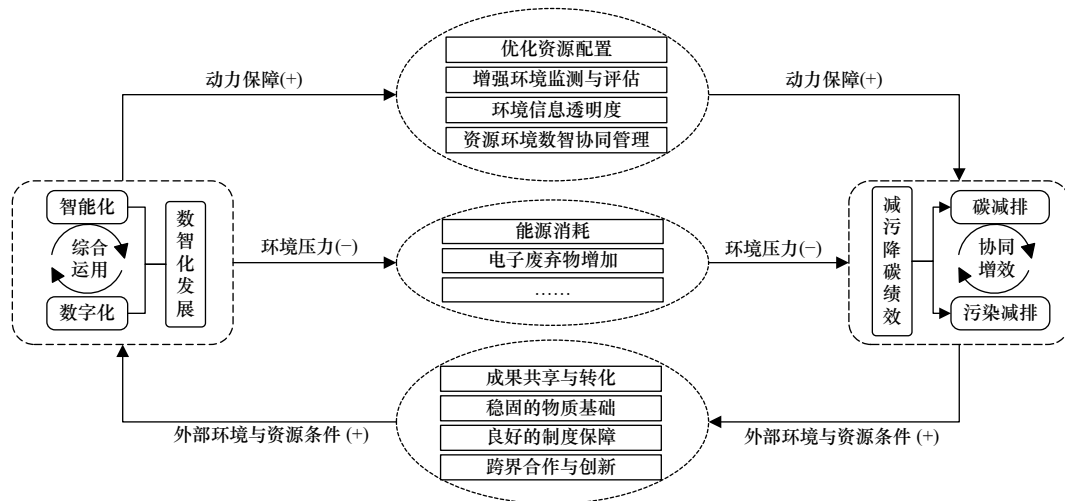 优化资源配置
动力保障(+)
增强环境监测与评估
动力保障(+)
环境信息透明度
资源环境数智协同管理
智能化
综合
运用
数字化
数智化发展
环境压力(−)
能源消耗
电子废弃物增加
……
环境压力(−)
减污降碳绩效
碳减排
协同
增效
污染减排
成果共享与转化
稳固的物质基础
良好的制度保障
跨界合作与创新
外部环境与资源条件 (+)
外部环境与资源条件 (+)